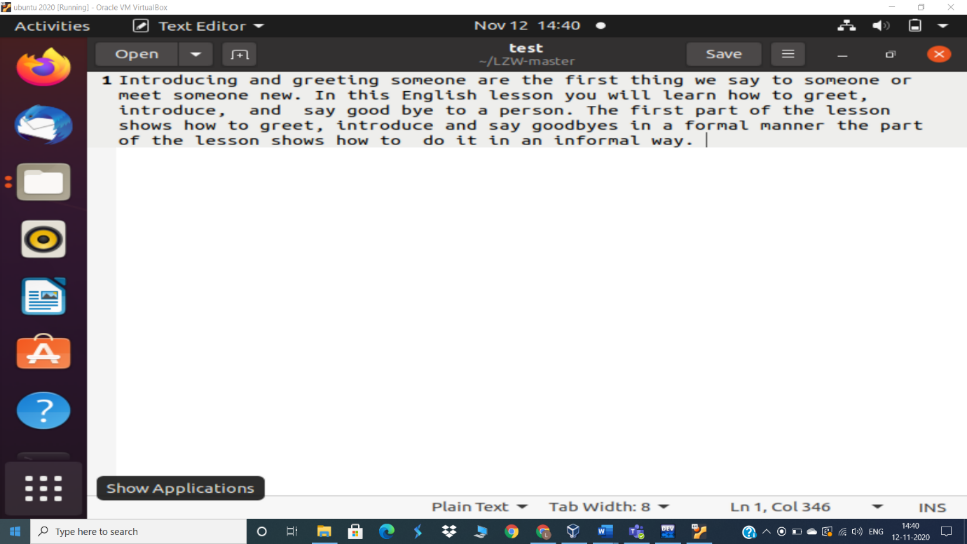 ubuntu 2020 [Running] - Oracle VM VirtualBox
Activities Text Editor Nov 12 14:40
Open test Save
~/LZW-master
1 Introducing and greeting someone are the first thing we say to someone or
meet someone new. In this English lesson you will learn how to greet,
introduce,  and  say good bye to a person. The first part of the lesson
shows how to greet, introduce and say goodbyes in a formal manner the part
of the lesson shows how to  do it in an informal way.
Show Applications
Plain Text Tab Width: 8 Ln 1, Col 346 INS
Type here to search
ENG
14:40
12-11-2020